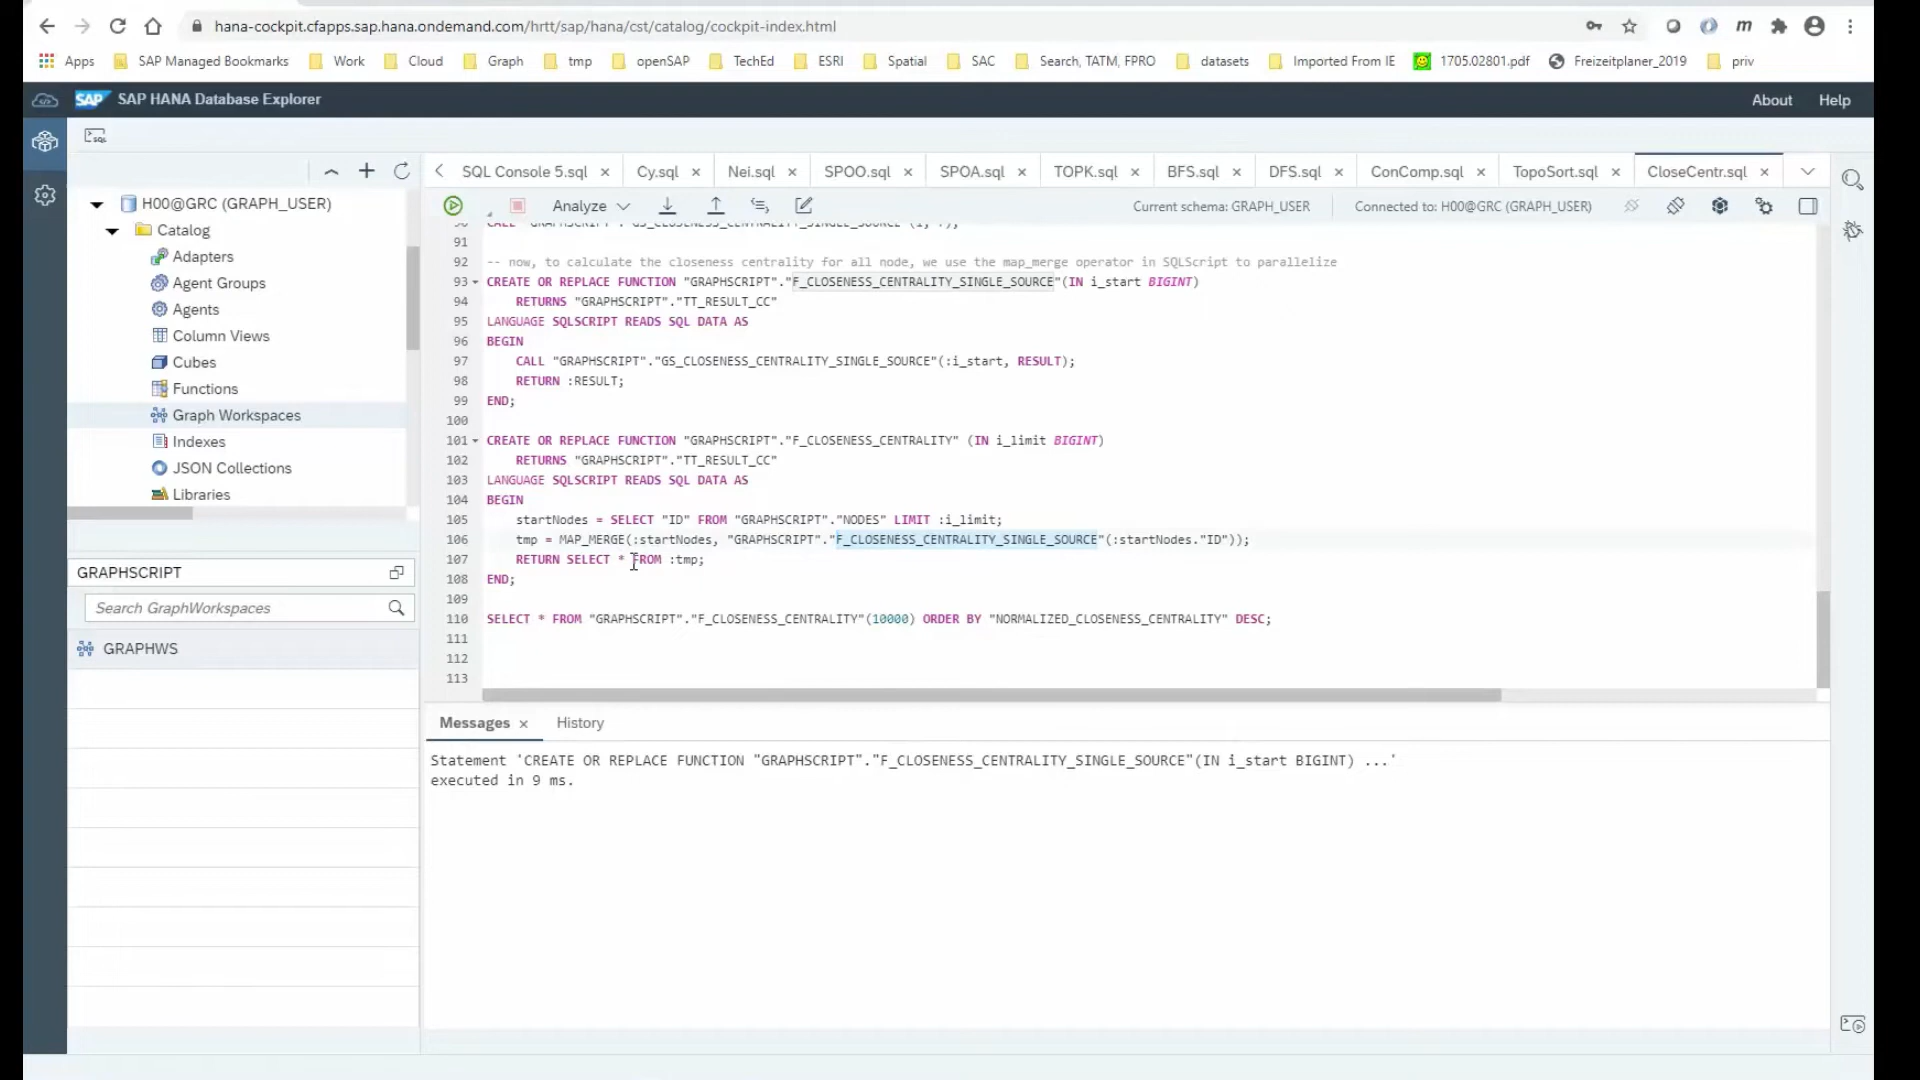 hana-cockpit.cfapps.sap.hana.ondemand.com/hrtt/sap/hana/cst/catalog/cockpit-index.html
Apps SAP Managed Bookmarks Work Cloud Graph tmp openSAP TechEd ESRI Spatial SAC Search, TATM, FPRO datasets Imported From IE 1705.02801.pdf Freizeitplaner_2019 priv
SAP SAP HANA Database Explorer About Help
SQL Console 5.sql Cy.sql Nei.sql SPOO.sql SPOA.sql TOPK.sql BFS.sql DFS.sql ConComp.sql TopoSort.sql CloseCentr.sql
Analyze Current schema: GRAPH_USER Connected to: H00@GRC (GRAPH_USER)
H00@GRC (GRAPH_USER)
Catalog
Adapters
Agent Groups
Agents
Column Views
Cubes
Functions
Graph Workspaces
Indexes
JSON Collections
Libraries
GRAPHSCRIPT
Search GraphWorkspaces
GRAPHWS
91
92 -- now, to calculate the closeness centrality for all node, we use the map_merge operator in SQLScript to parallelize
93 CREATE OR REPLACE FUNCTION "GRAPHSCRIPT"."F_CLOSENESS_CENTRALITY_SINGLE_SOURCE"(IN i_start BIGINT)
94 RETURNS "GRAPHSCRIPT"."TT_RESULT_CC"
95 LANGUAGE SQLSCRIPT READS SQL DATA AS
96 BEGIN
97 CALL "GRAPHSCRIPT"."GS_CLOSENESS_CENTRALITY_SINGLE_SOURCE"(:i_start, RESULT);
98 RETURN :RESULT;
99 END;
100
101 CREATE OR REPLACE FUNCTION "GRAPHSCRIPT"."F_CLOSENESS_CENTRALITY" (IN i_limit BIGINT)
102 RETURNS "GRAPHSCRIPT"."TT_RESULT_CC"
103 LANGUAGE SQLSCRIPT READS SQL DATA AS
104 BEGIN
105 startNodes = SELECT "ID" FROM "GRAPHSCRIPT"."NODES" LIMIT :i_limit;
106 tmp = MAP_MERGE(:startNodes, "GRAPHSCRIPT"."F_CLOSENESS_CENTRALITY_SINGLE_SOURCE"(:startNodes."ID"));
107 RETURN SELECT * FROM :tmp;
108 END;
109
110 SELECT * FROM "GRAPHSCRIPT"."F_CLOSENESS_CENTRALITY"(10000) ORDER BY "NORMALIZED_CLOSENESS_CENTRALITY" DESC;
111
112
113
Messages History
Statement 'CREATE OR REPLACE FUNCTION "GRAPHSCRIPT"."F_CLOSENESS_CENTRALITY_SINGLE_SOURCE"(IN i_start BIGINT) ...'
executed in 9 ms.